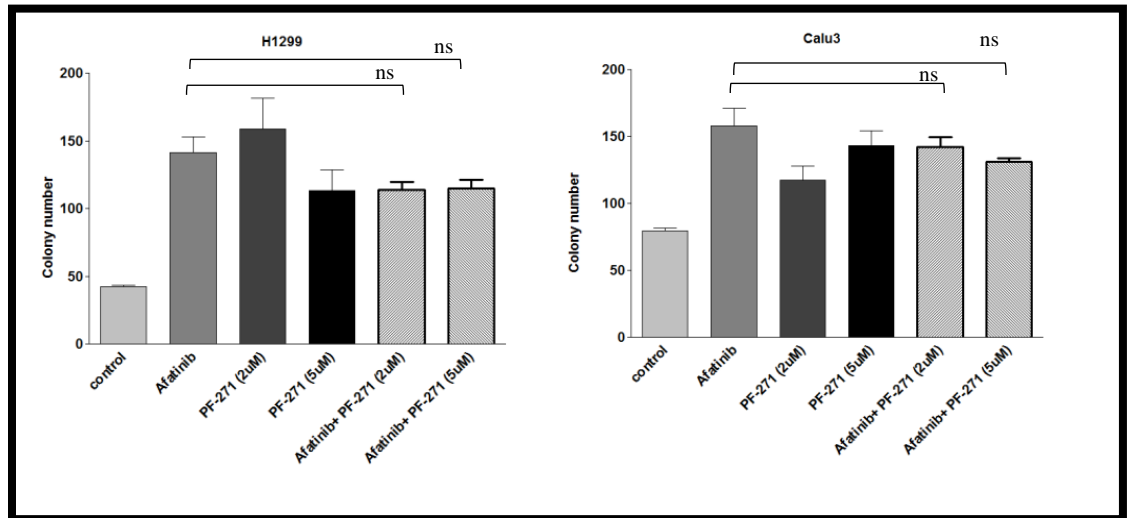 H1299
ns
ns
200
150
100
50
0
Colony number
control
Afatinib
PF-271 (2uM)
PF-271 (5uM)
Afatinib+ PF-271 (2uM)
Afatinib+ PF-271 (5uM)
Calu3
ns
ns
200
150
100
50
0
Colony number
control
Afatinib
PF-271 (2uM)
PF-271 (5uM)
Afatinib+ PF-271 (2uM)
Afatinib+ PF-271 (5uM)